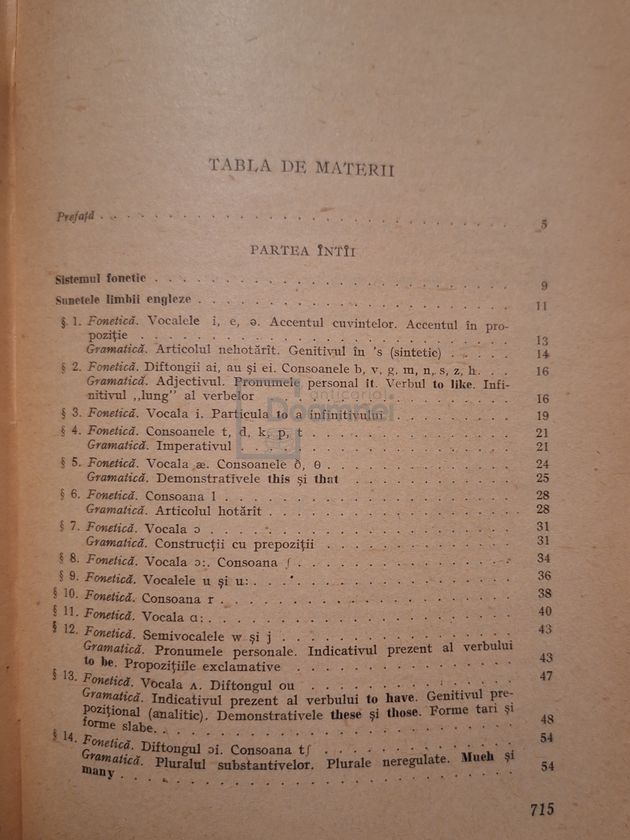 TABLA DE MATERII
Prefață . . . . . . . . . . . . . . . . . . . . . . . . . 5
PARTEA ÎNTÎI
Sistemul fonetic . . . . . . . . . . . . . . . . . . . . . 9
Sunetele limbii engleze . . . . . . . . . . . . . . . . . . 11
§ 1. Fonetică. Vocalele i, e, ə. Accentul cuvintelor. Accentul în pro-
poziție . . . . . . . . . . . . . . . . . . . . . 13
Gramatică. Articolul nehotărît. Genitivul în 's (sintetic) . . . . . 14
§ 2. Fonetică. Diftongii ai, au și ei. Consoanele b, v, g, m, n, s, z, h. . . 16
Gramatică. Adjectivul. Pronumele personal it. Verbul to like. Infi-
nitivul „lung" al verbelor . . . . . . . . . . . . . . . 16
§ 3. Fonetică. Vocala i. Particula to a infinitivului . . . . . . . . 19
§ 4. Fonetică. Consoanele t, d, k, p, t . . . . . . . . . . . . . 21
Gramatică. Imperativul . . . . . . . . . . . . . . . . . 21
§ 5. Fonetică. Vocala æ. Consoanele ð, θ . . . . . . . . . . . . 24
Gramatică. Demonstrativele this și that . . . . . . . . . . 25
§ 6. Fonetică. Consoana l . . . . . . . . . . . . . . . . . . 28
Gramatică. Articolul hotărît . . . . . . . . . . . . . . . 28
§ 7. Fonetică. Vocala ɔ . . . . . . . . . . . . . . . . . . . 31
Gramatică. Construcții cu prepoziții . . . . . . . . . . . . 31
§ 8. Fonetică. Vocala ɔ:. Consoana ʃ . . . . . . . . . . . . . 34
§ 9. Fonetică. Vocalele u și u: . . . . . . . . . . . . . . . . 36
§ 10. Fonetică. Consoana r . . . . . . . . . . . . . . . . . . 38
§ 11. Fonetică. Vocala ɑ: . . . . . . . . . . . . . . . . . . . 40
§ 12. Fonetică. Semivocalele w și j . . . . . . . . . . . . . . 43
Gramatică. Pronumele personale. Indicativul prezent al verbului
to be. Propozițiile exclamative . . . . . . . . . . . . . 43
§ 13. Fonetică. Vocala ʌ. Diftongul ou . . . . . . . . . . . . 47
Gramatică. Indicativul prezent al verbului to have. Genitivul pre-
pozițional (analitic). Demonstrativele these și those. Forme tari și
forme slabe. . . . . . . . . . . . . . . . . . . . . . 48
§ 14. Fonetică. Diftongul ɔi. Consoana tʃ . . . . . . . . . . . 54
Gramatică. Pluralul substantivelor. Plurale neregulate. Much și
many . . . . . . . . . . . . . . . . . . . . . . . . 54
715